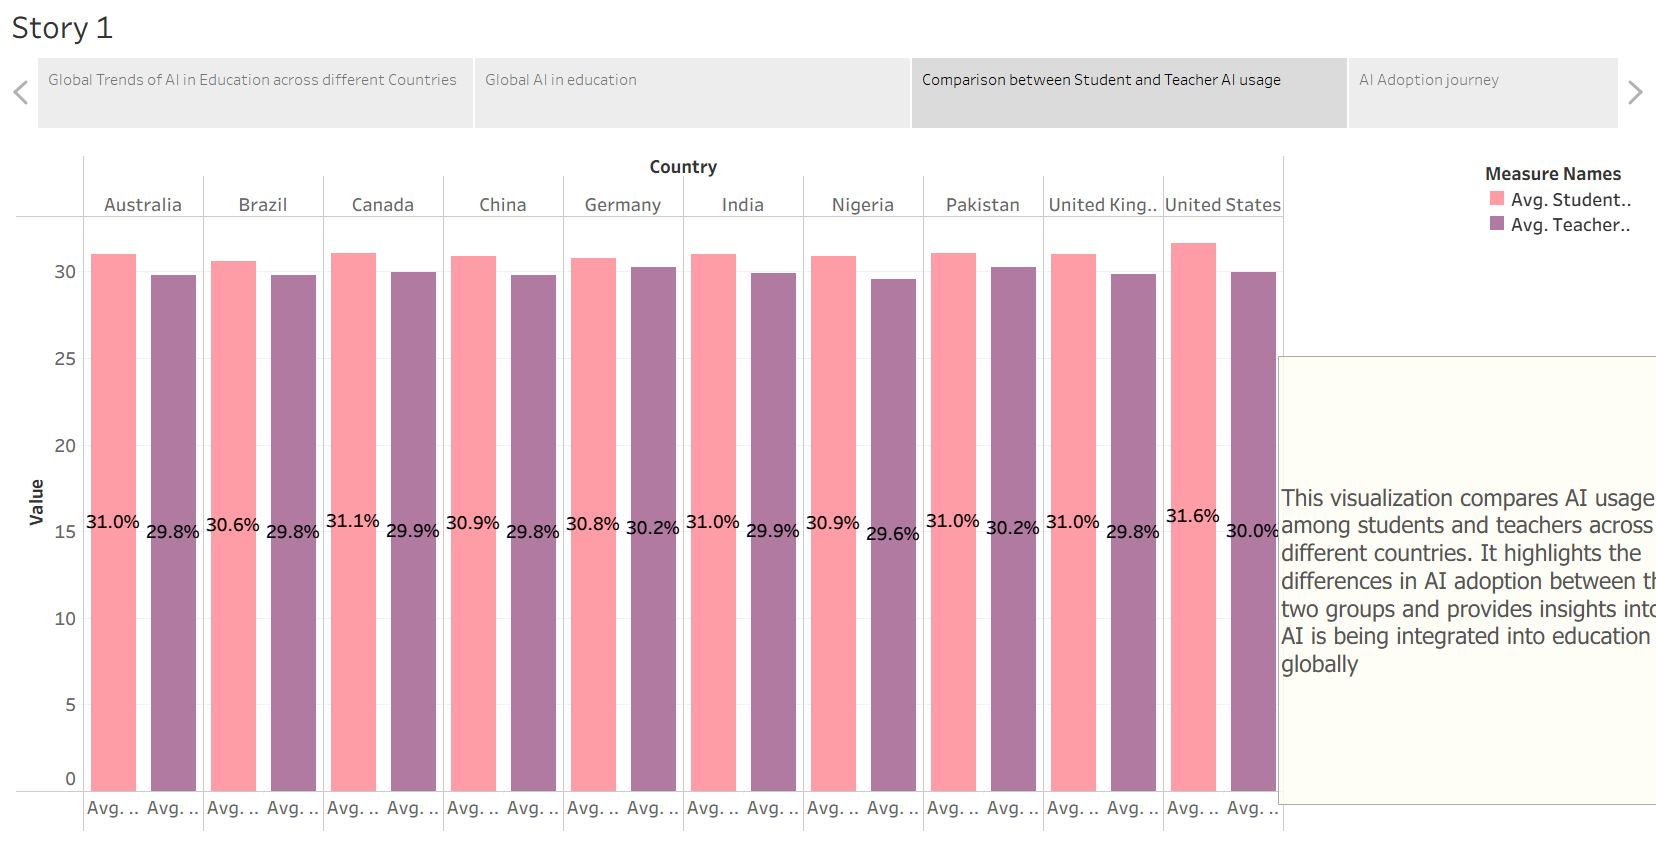 Story 1
Global Trends of AI in Education across different Countries
Global AI in education
Comparison between Student and Teacher AI usage
AI Adoption journey
Country
Australia Brazil Canada China Germany India Nigeria Pakistan United King.. United States
Measure Names
Avg. Student..
Avg. Teacher..
Value
30
25
20
15
10
5
0
31.0% 29.8% 30.6% 29.8% 31.1% 29.9% 30.9% 29.8% 30.8% 30.2% 31.0% 29.9% 30.9% 29.6% 31.0% 30.2% 31.0% 29.8% 31.6% 30.0%
Avg. .. Avg. .. Avg. .. Avg. .. Avg. .. Avg. .. Avg. .. Avg. .. Avg. .. Avg. .. Avg. .. Avg. .. Avg. .. Avg. .. Avg. .. Avg. .. Avg. .. Avg. .. Avg. .. Avg. ..
This visualization compares AI usage
among students and teachers across
different countries. It highlights the
differences in AI adoption between
two groups and provides insights
AI is being integrated into education
globally